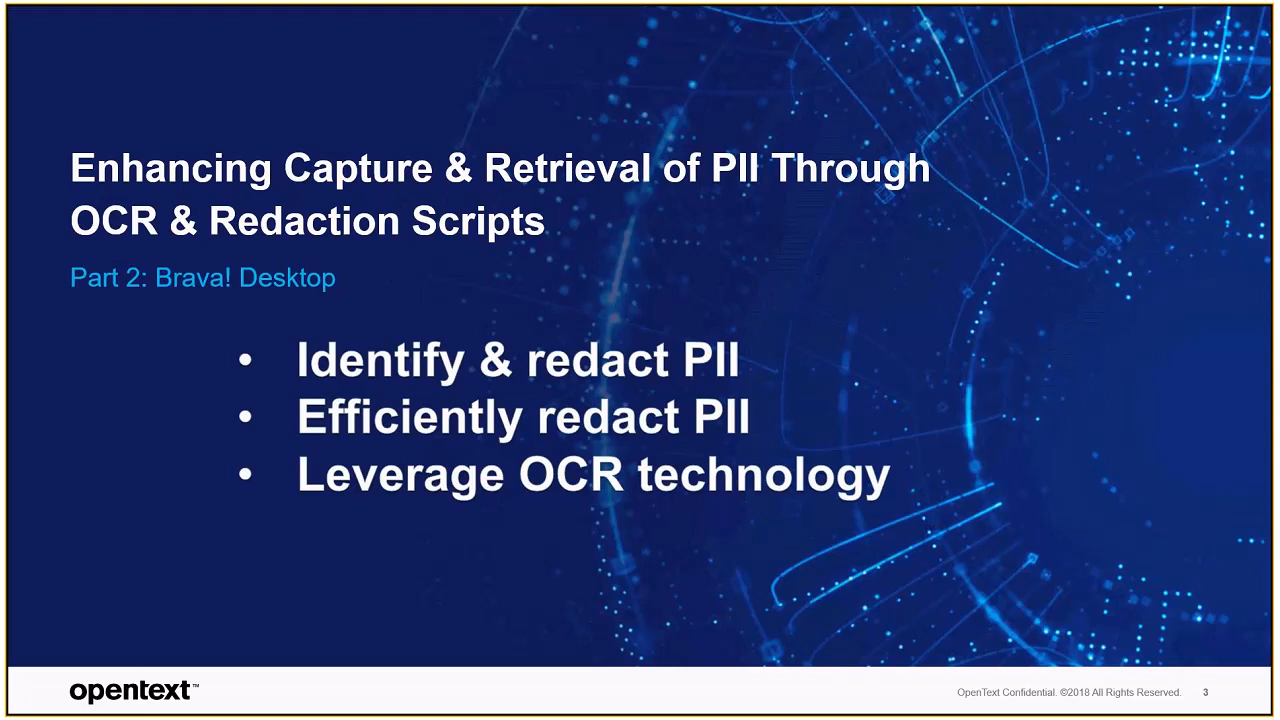 Enhancing Capture & Retrieval of PII Through
OCR & Redaction Scripts
Part 2: Brava! Desktop
• Identify & redact PII
• Efficiently redact PII
• Leverage OCR technology
opentext™
OpenText Confidential. ©2018 All Rights Reserved. 3